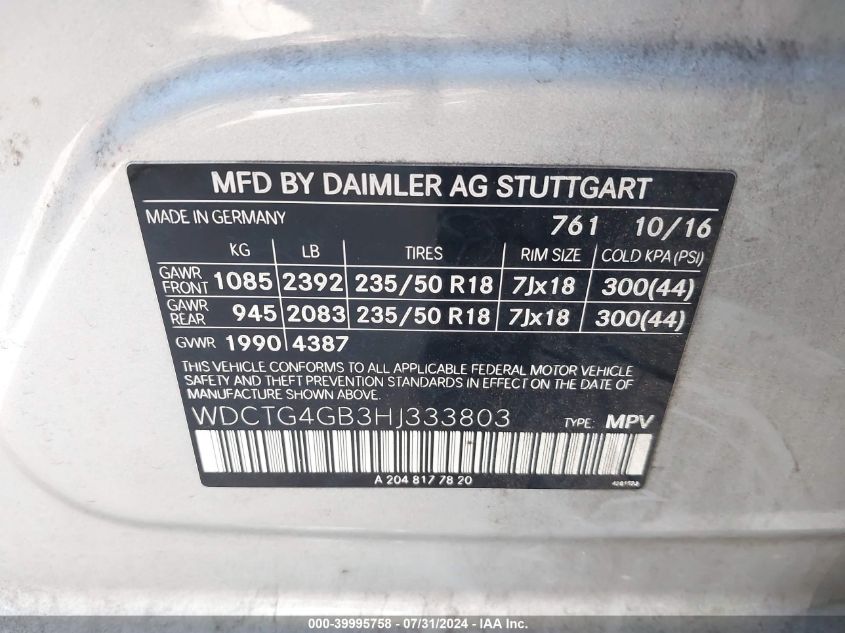 MFD BY DAIMLER AG STUTTGART
MADE IN GERMANY 761 10/16
KG LB TIRES RIM SIZE COLD KPA (PSI)
GAWR FRONT 1085 2392 235/50 R18 7Jx18 300(44)
GAWR REAR 945 2083 235/50 R18 7Jx18 300(44)
GVWR 1990 4387
THIS VEHICLE CONFORMS TO ALL APPLICABLE FEDERAL MOTOR VEHICLE
SAFETY AND THEFT PREVENTION STANDARDS IN EFFECT ON THE DATE OF
MANUFACTURE SHOWN ABOVE
WDCTG4GB3HJ333803 TYPE: MPV
A 204 817 78 20
000-39995758 - 07/31/2024 - IAA Inc.